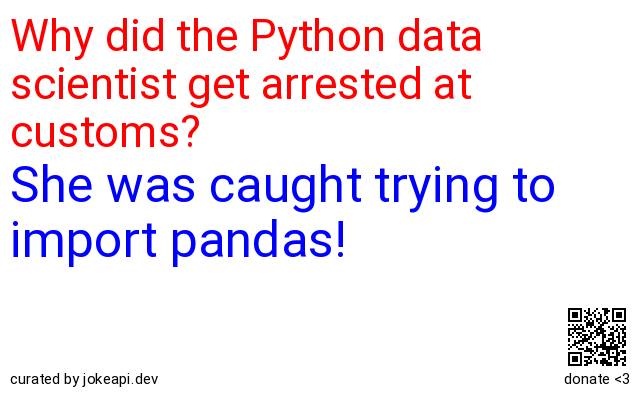 Why did the Python data
scientist get arrested at
customs?
She was caught trying to
import pandas!
curated by jokeapi.dev
donate <3